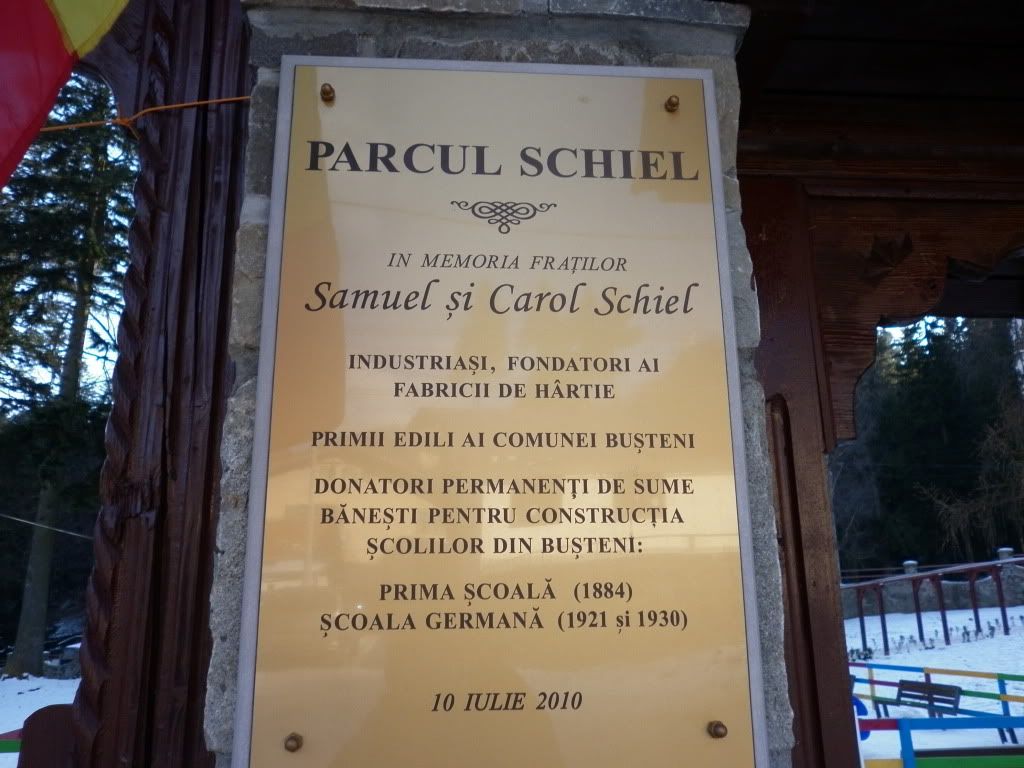 PARCUL SCHIEL
IN MEMORIA FRAȚILOR
Samuel și Carol Schiel
INDUSTRIAȘI, FONDATORI AI
FABRICII DE HÂRTIE
PRIMII EDILI AI COMUNEI BUȘTENI
DONATORI PERMANENȚI DE SUME
BĂNEȘTI PENTRU CONSTRUCȚIA
ȘCOLILOR DIN BUȘTENI:
PRIMA ȘCOALĂ (1884)
ȘCOALA GERMANĂ (1921 și 1930)
10 IULIE 2010